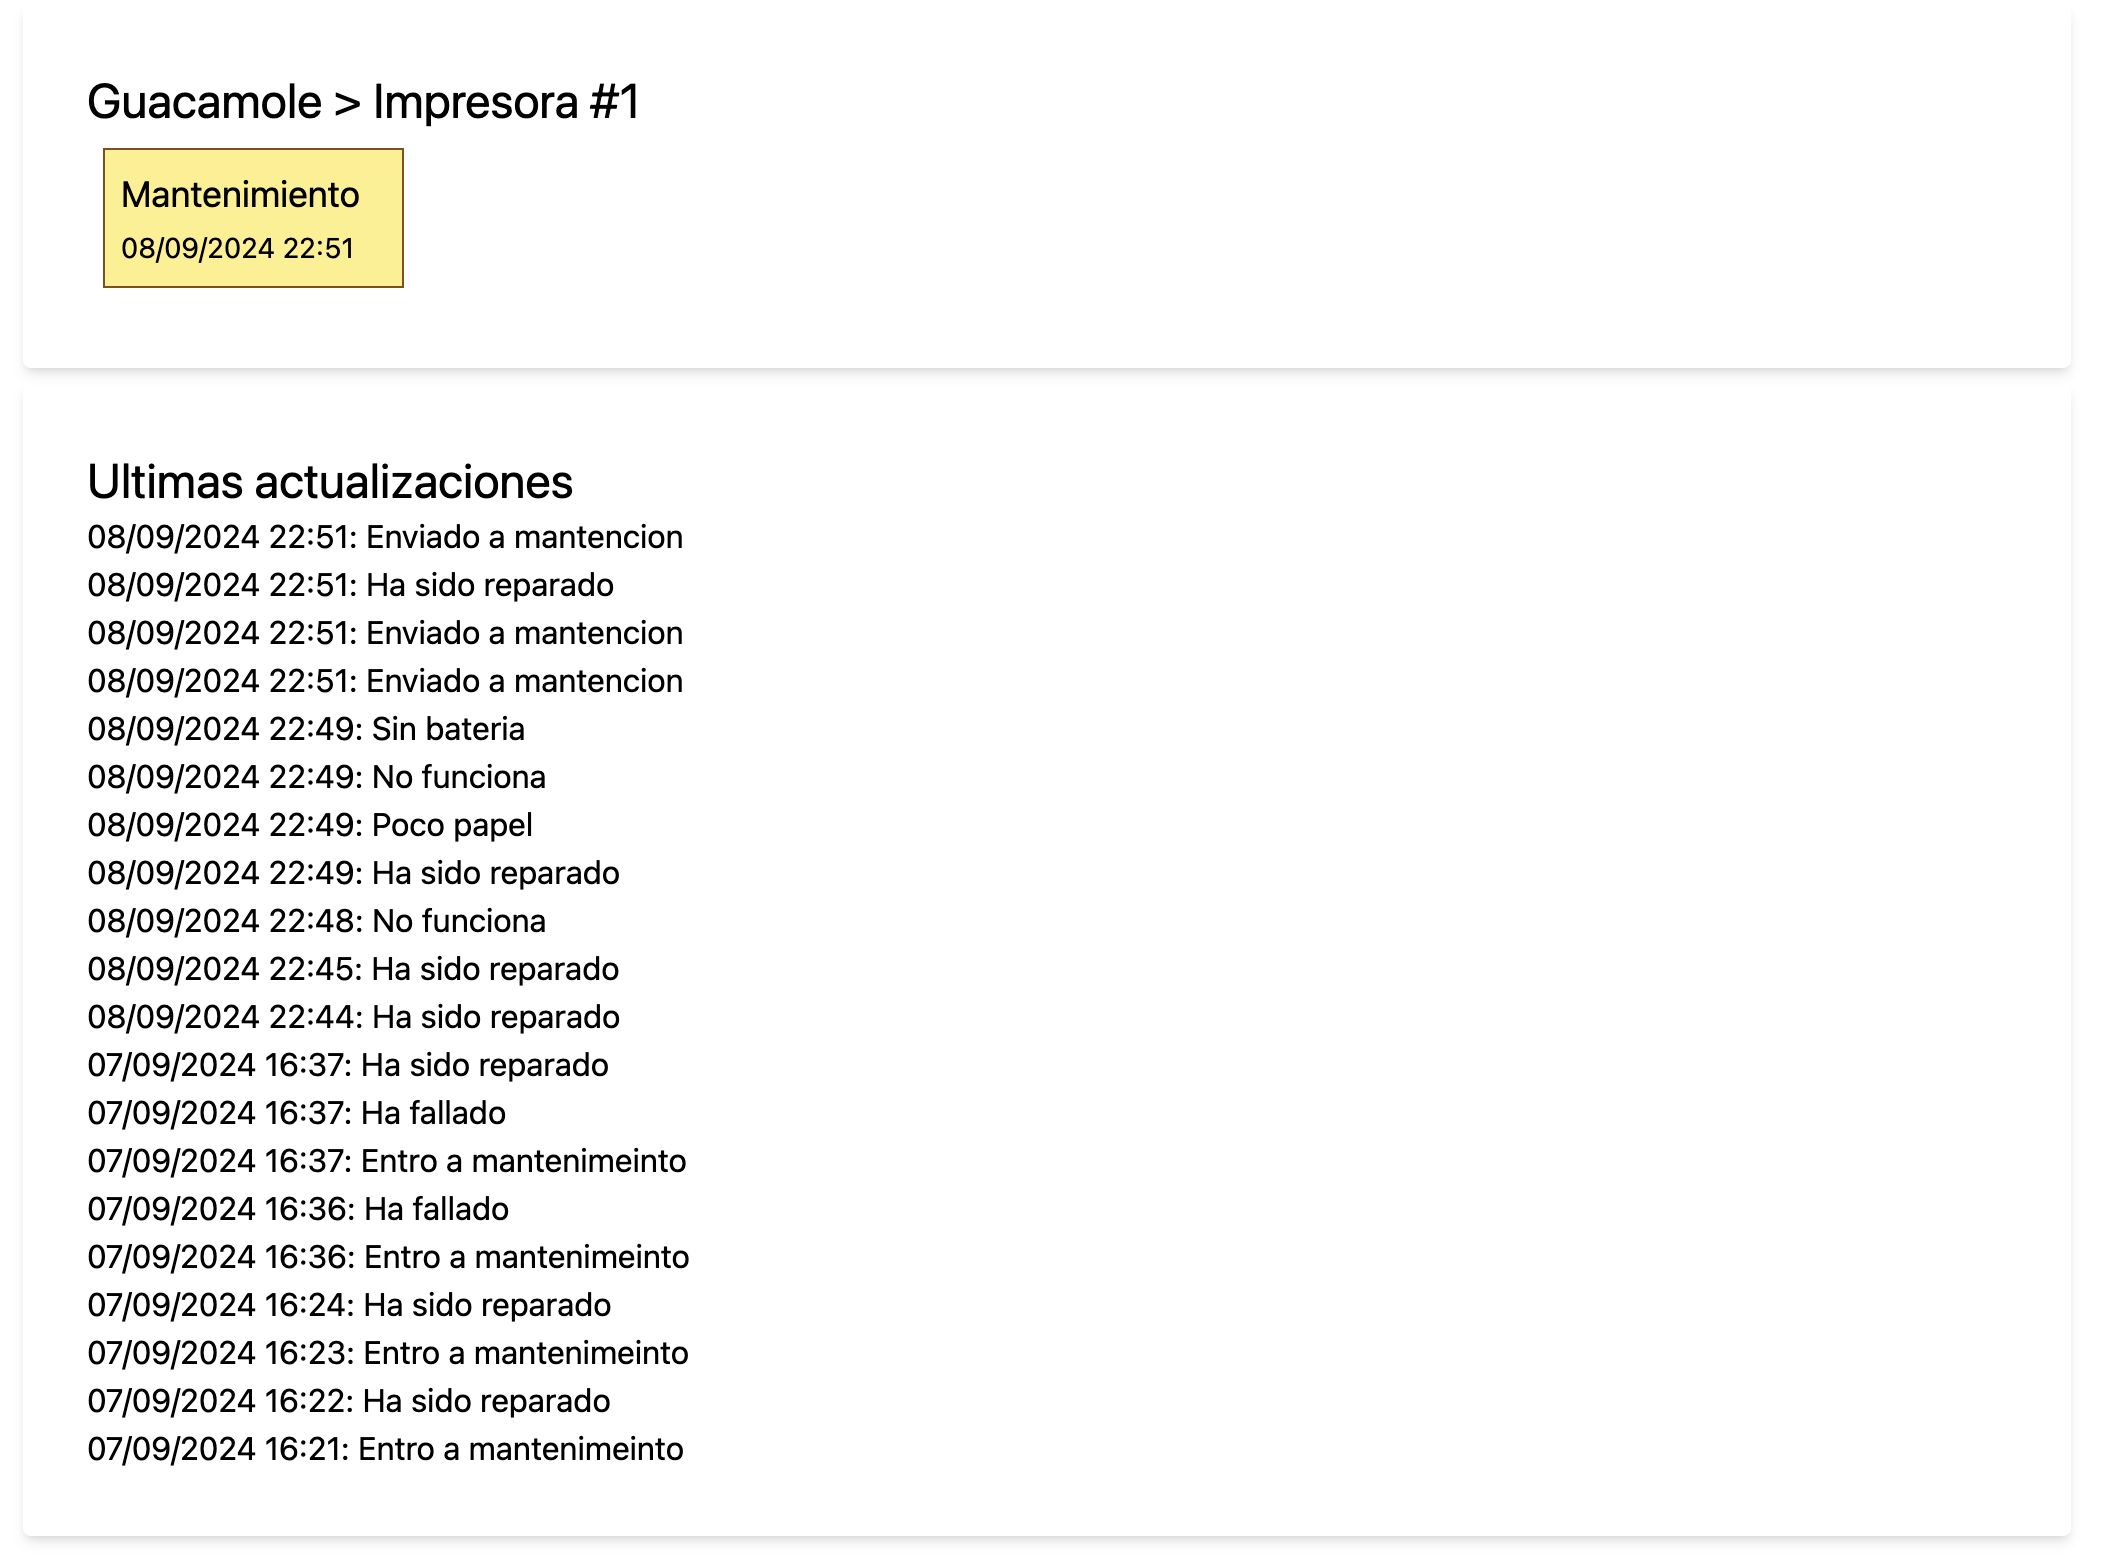 Guacamole > Impresora #1
Mantenimiento
08/09/2024 22:51
Ultimas actualizaciones
08/09/2024 22:51: Enviado a mantencion
08/09/2024 22:51: Ha sido reparado
08/09/2024 22:51: Enviado a mantencion
08/09/2024 22:51: Enviado a mantencion
08/09/2024 22:49: Sin bateria
08/09/2024 22:49: No funciona
08/09/2024 22:49: Poco papel
08/09/2024 22:49: Ha sido reparado
08/09/2024 22:48: No funciona
08/09/2024 22:45: Ha sido reparado
08/09/2024 22:44: Ha sido reparado
07/09/2024 16:37: Ha sido reparado
07/09/2024 16:37: Ha fallado
07/09/2024 16:37: Entro a mantenimeinto
07/09/2024 16:36: Ha fallado
07/09/2024 16:36: Entro a mantenimeinto
07/09/2024 16:24: Ha sido reparado
07/09/2024 16:23: Entro a mantenimeinto
07/09/2024 16:22: Ha sido reparado
07/09/2024 16:21: Entro a mantenimeinto